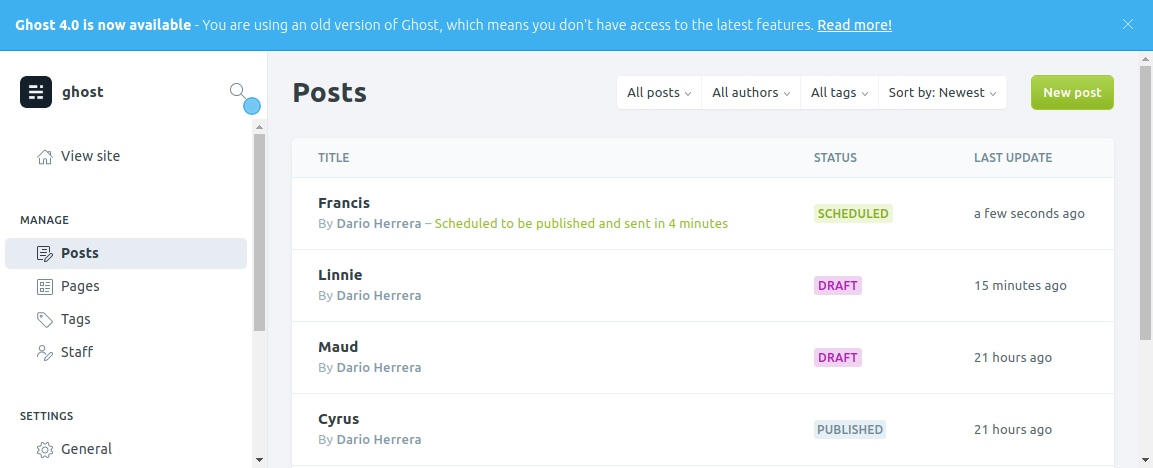 Ghost 4.0 is now available - You are using an old version of Ghost, which means you don't have access to the latest features. Read more!
ghost
View site
MANAGE
Posts
Pages
Tags
Staff
SETTINGS
General
Posts
All posts
All authors
All tags
Sort by: Newest
New post
TITLE
STATUS
LAST UPDATE
Francis
By Dario Herrera – Scheduled to be published and sent in 4 minutes
SCHEDULED
a few seconds ago
Linnie
By Dario Herrera
DRAFT
15 minutes ago
Maud
By Dario Herrera
DRAFT
21 hours ago
Cyrus
By Dario Herrera
PUBLISHED
21 hours ago